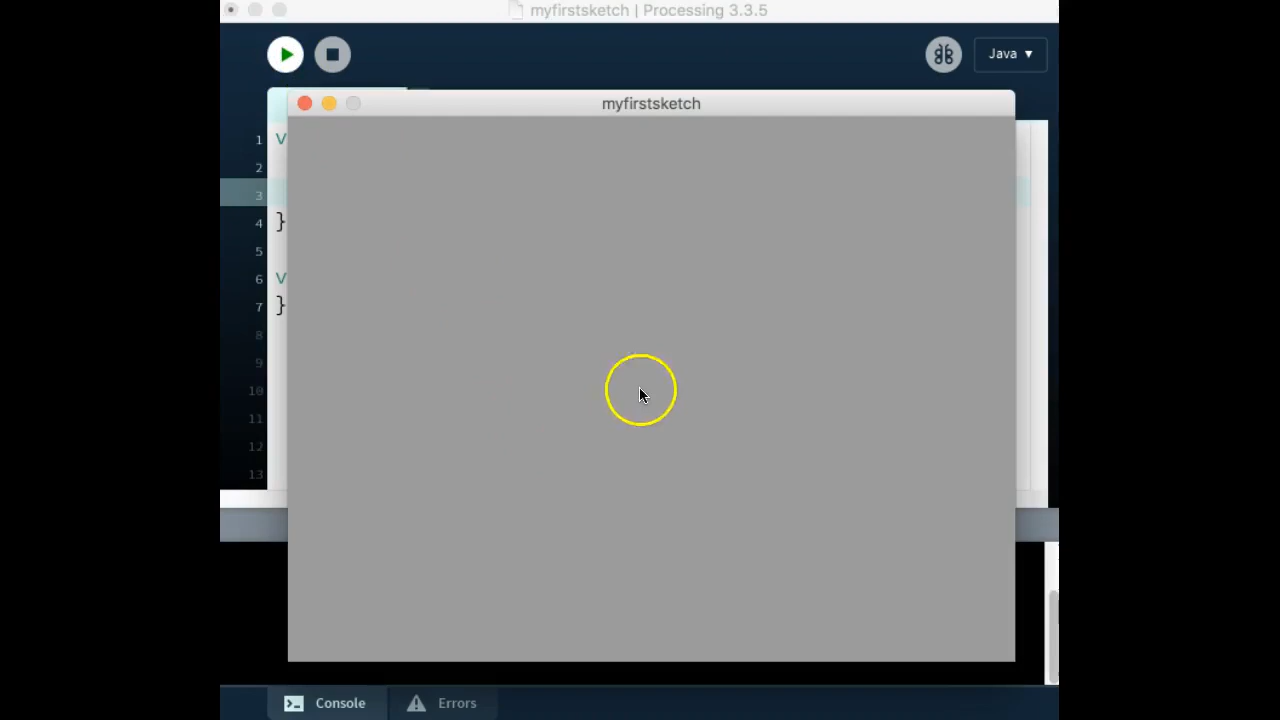 myfirstsketch | Processing 3.3.5
Java ▾
myfirstsketch
1 v
2
3
4 }
5
6 v
7 }
8
9
10
11
12
13
Console
Errors